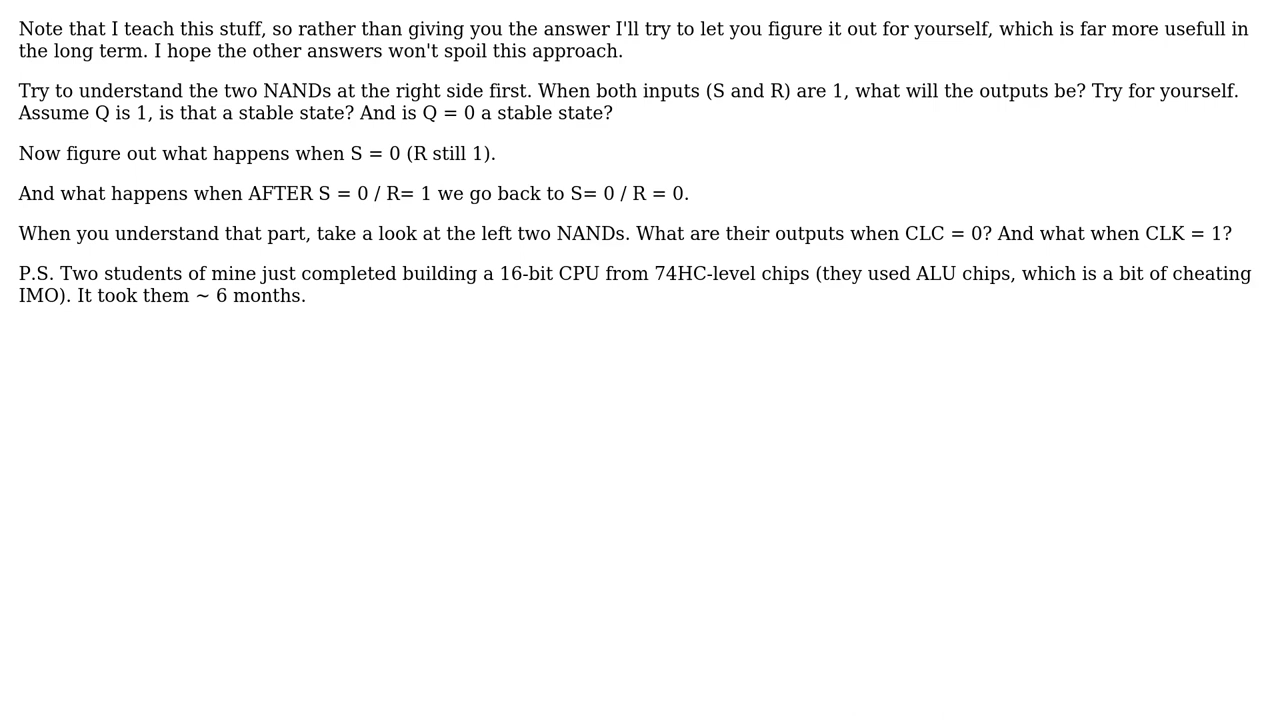 Note that I teach this stuff, so rather than giving you the answer I'll try to let you figure it out for yourself, which is far more usefull in
the long term. I hope the other answers won't spoil this approach.
Try to understand the two NANDs at the right side first. When both inputs (S and R) are 1, what will the outputs be? Try for yourself.
Assume Q is 1, is that a stable state? And is Q = 0 a stable state?
Now figure out what happens when S = 0 (R still 1).
And what happens when AFTER S = 0 / R= 1 we go back to S= 0 / R = 0.
When you understand that part, take a look at the left two NANDs. What are their outputs when CLC = 0? And what when CLK = 1?
P.S. Two students of mine just completed building a 16-bit CPU from 74HC-level chips (they used ALU chips, which is a bit of cheating
IMO). It took them ~ 6 months.